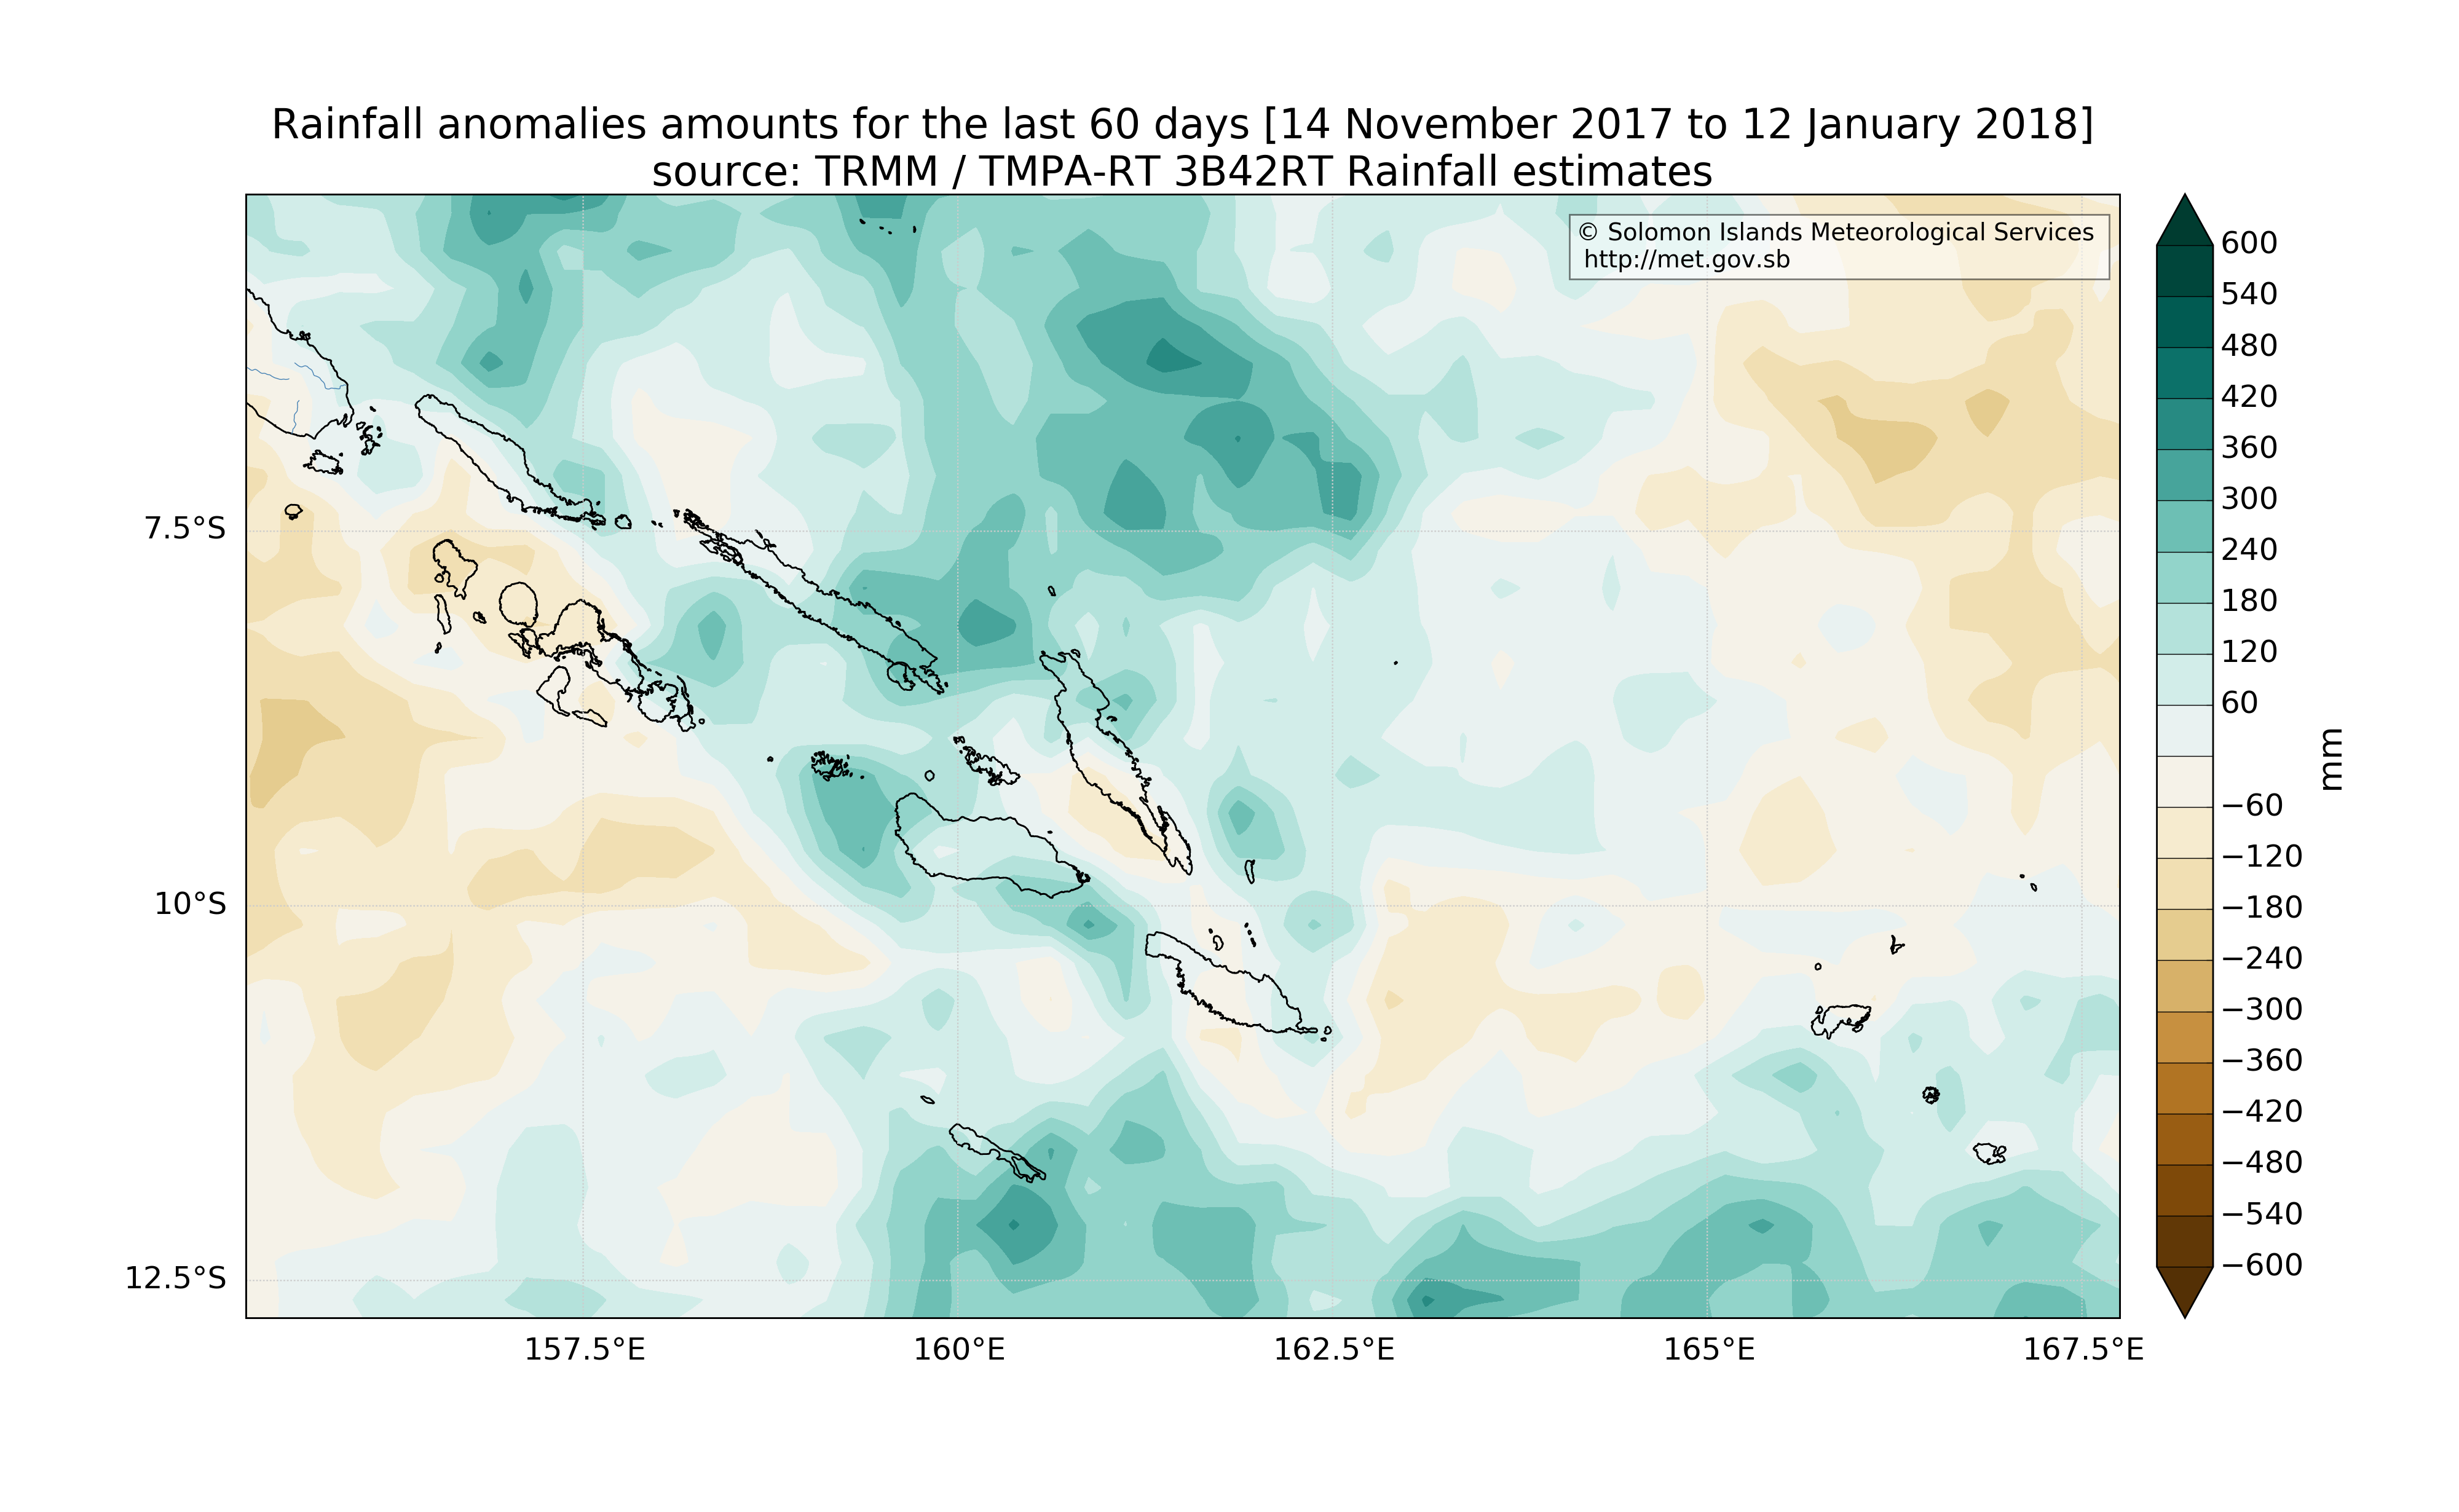 Rainfall anomalies amounts for the last 60 days [14 November 2017 to 12 January 2018]
source: TRMM / TMPA-RT 3B42RT Rainfall estimates
© Solomon Islands Meteorological Services
http://met.gov.sb
7.5°S
10°S
12.5°S
157.5°E
160°E
162.5°E
165°E
167.5°E
600
540
480
420
360
300
240
180
120
60
−60
−120
−180
−240
−300
−360
−420
−480
−540
−600
mm